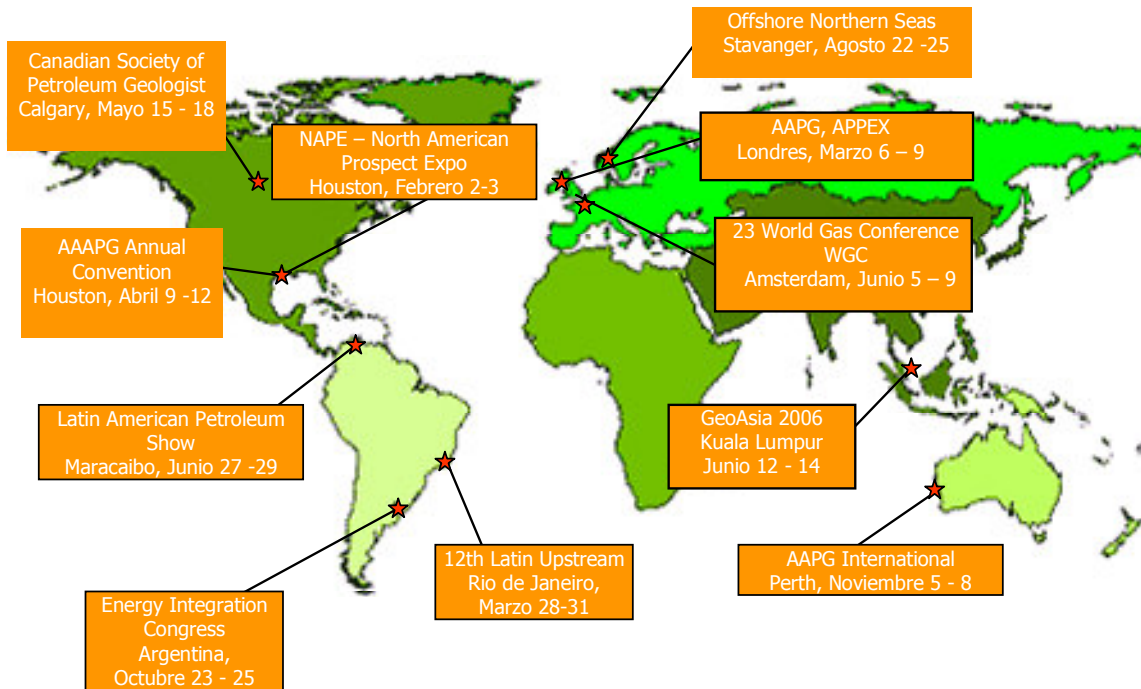 Offshore Northern Seas
Stavanger, Agosto 22 -25
Canadian Society of
Petroleum Geologist
Calgary, Mayo 15 - 18
NAPE – North American
Prospect Expo
Houston, Febrero 2-3
AAPG, APPEX
Londres, Marzo 6 – 9
AAAPG Annual
Convention
Houston, Abril 9 -12
23 World Gas Conference
WGC
Amsterdam, Junio 5 – 9
Latin American Petroleum
Show
Maracaibo, Junio 27 -29
GeoAsia 2006
Kuala Lumpur
Junio 12 - 14
12th Latin Upstream
Rio de Janeiro,
Marzo 28-31
AAPG International
Perth, Noviembre 5 - 8
Energy Integration
Congress
Argentina,
Octubre 23 - 25